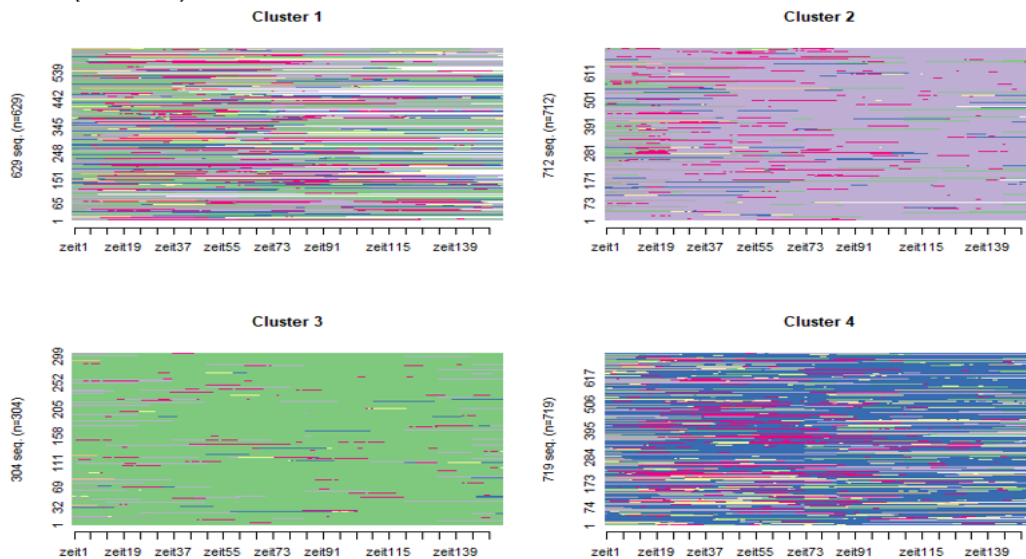 Cluster 1
629 seq. (n=629)
1 65 151 248 345 442 539
zeit1 zeit19 zeit37 zeit55 zeit73 zeit91 zeit115 zeit139
Cluster 2
712 seq. (n=712)
1 73 171 281 391 501 611
zeit1 zeit19 zeit37 zeit55 zeit73 zeit91 zeit115 zeit139
Cluster 3
304 seq. (n=304)
1 32 69 111 158 205 252 299
zeit1 zeit19 zeit37 zeit55 zeit73 zeit91 zeit115 zeit139
Cluster 4
719 seq. (n=719)
1 74 173 284 395 506 617
zeit1 zeit19 zeit37 zeit55 zeit73 zeit91 zeit115 zeit139